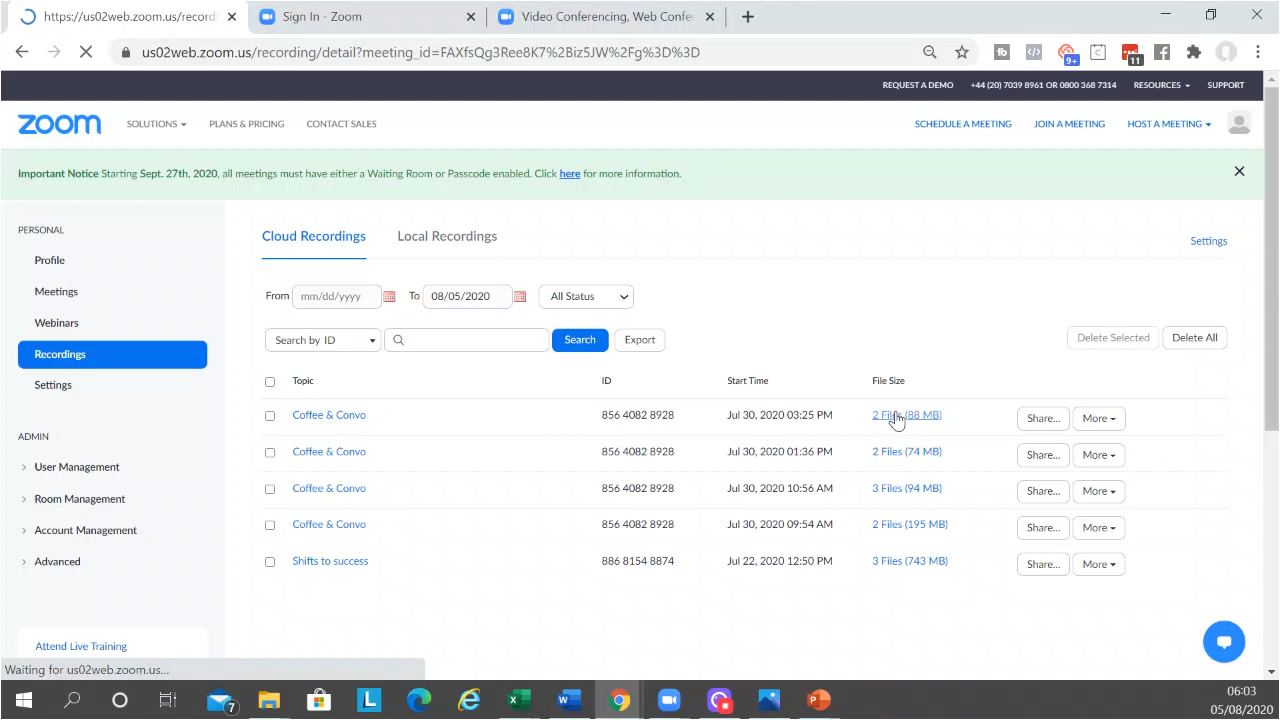 https://us02web.zoom.us/recordi
Sign In - Zoom
Video Conferencing, Web Confer
us02web.zoom.us/recording/detail?meeting_id=FAXfsQg3Ree8K7%2Biz5JW%2Fg%3D%3D
9+
11
REQUEST A DEMO +44 (20) 7039 8961 OR 0800 368 7314 RESOURCES SUPPORT
zoom SOLUTIONS PLANS & PRICING CONTACT SALES SCHEDULE A MEETING JOIN A MEETING HOST A MEETING
Important Notice Starting Sept. 27th, 2020, all meetings must have either a Waiting Room or Passcode enabled. Click here for more information.
PERSONAL
Profile
Meetings
Webinars
Recordings
Settings
ADMIN
User Management
Room Management
Account Management
Advanced
Attend Live Training
Cloud Recordings Local Recordings
Settings
From mm/dd/yyyy To 08/05/2020 All Status
Search by ID Search Export Delete Selected Delete All
Topic ID Start Time File Size
Coffee & Convo 856 4082 8928 Jul 30, 2020 03:25 PM 2 Files (88 MB) Share... More
Coffee & Convo 856 4082 8928 Jul 30, 2020 01:36 PM 2 Files (74 MB) Share... More
Coffee & Convo 856 4082 8928 Jul 30, 2020 10:56 AM 3 Files (94 MB) Share... More
Coffee & Convo 856 4082 8928 Jul 30, 2020 09:54 AM 2 Files (195 MB) Share... More
Shifts to success 886 8154 8874 Jul 22, 2020 12:50 PM 3 Files (743 MB) Share... More
Waiting for us02web.zoom.us...
7
06:03
05/08/2020